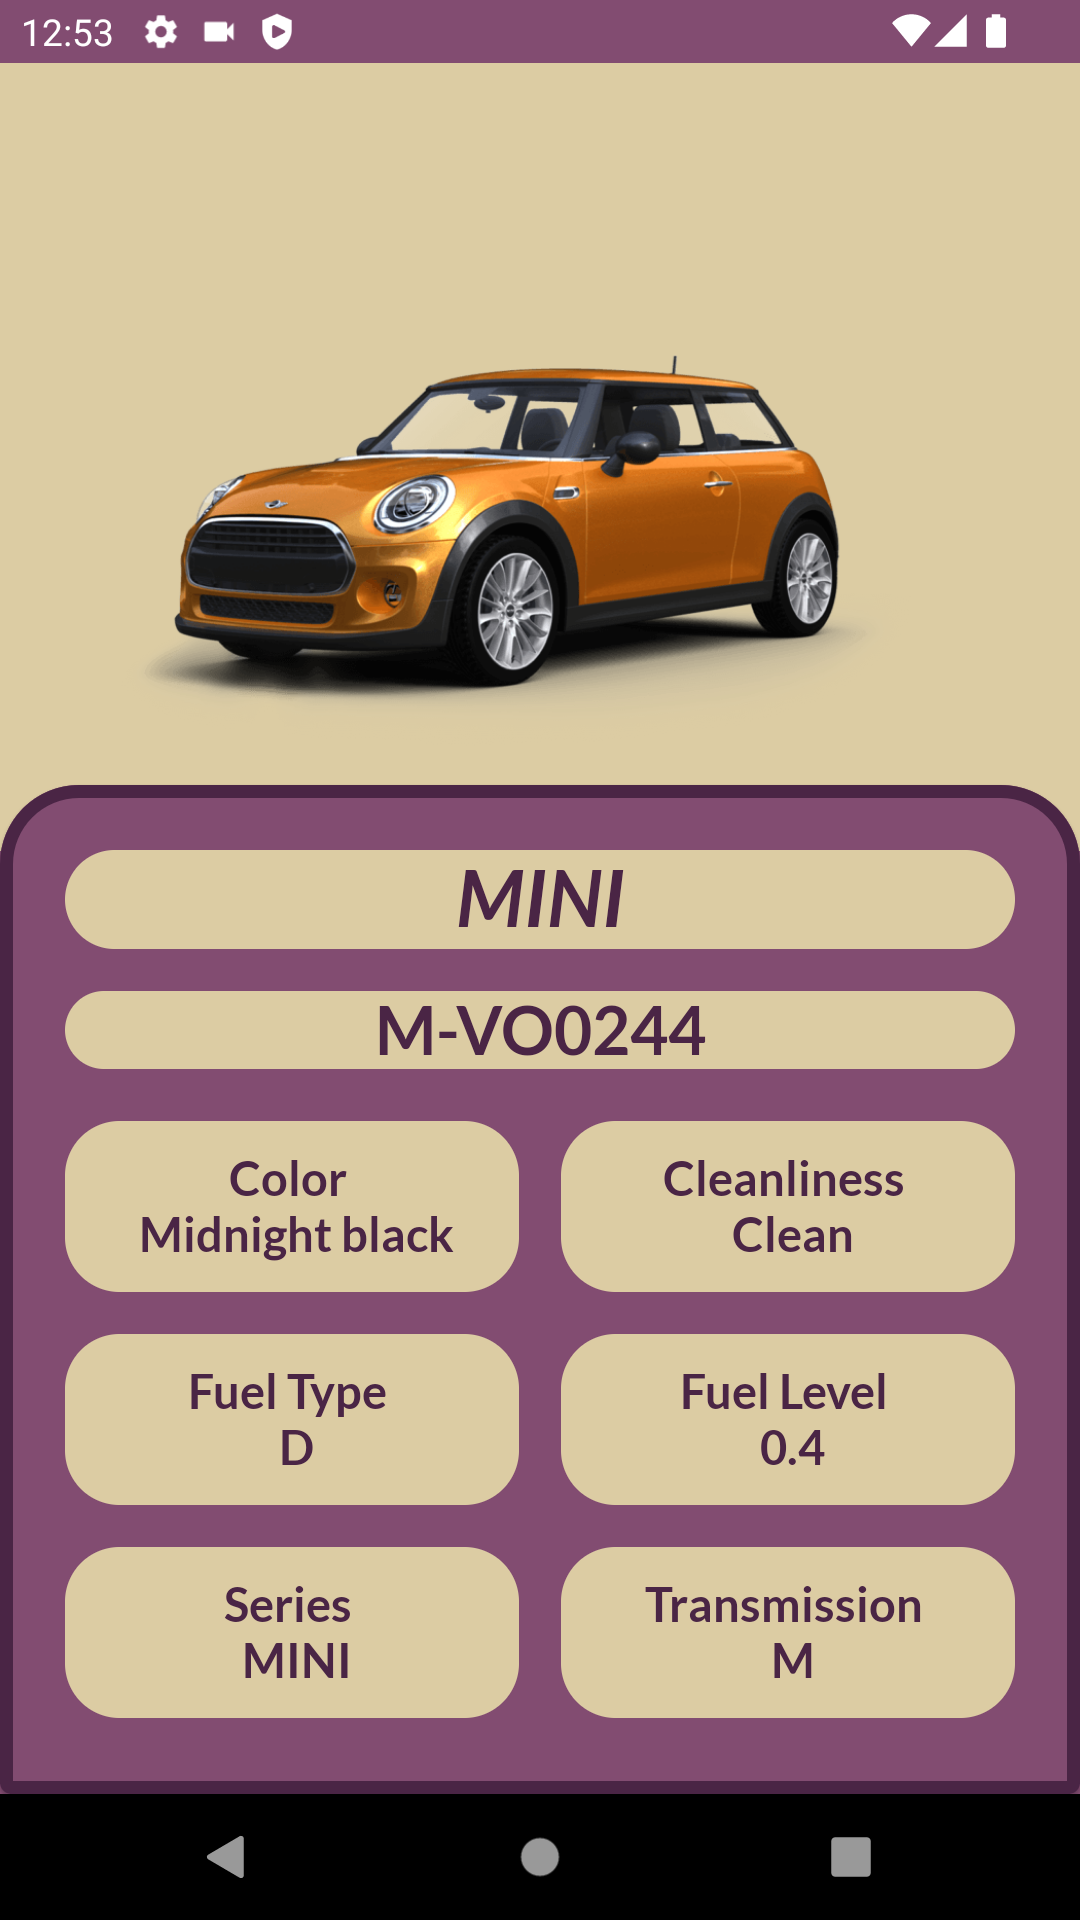 12:53
MINI
M-VO0244
Color
Midnight black
Cleanliness
Clean
Fuel Type
D
Fuel Level
0.4
Series
MINI
Transmission
M